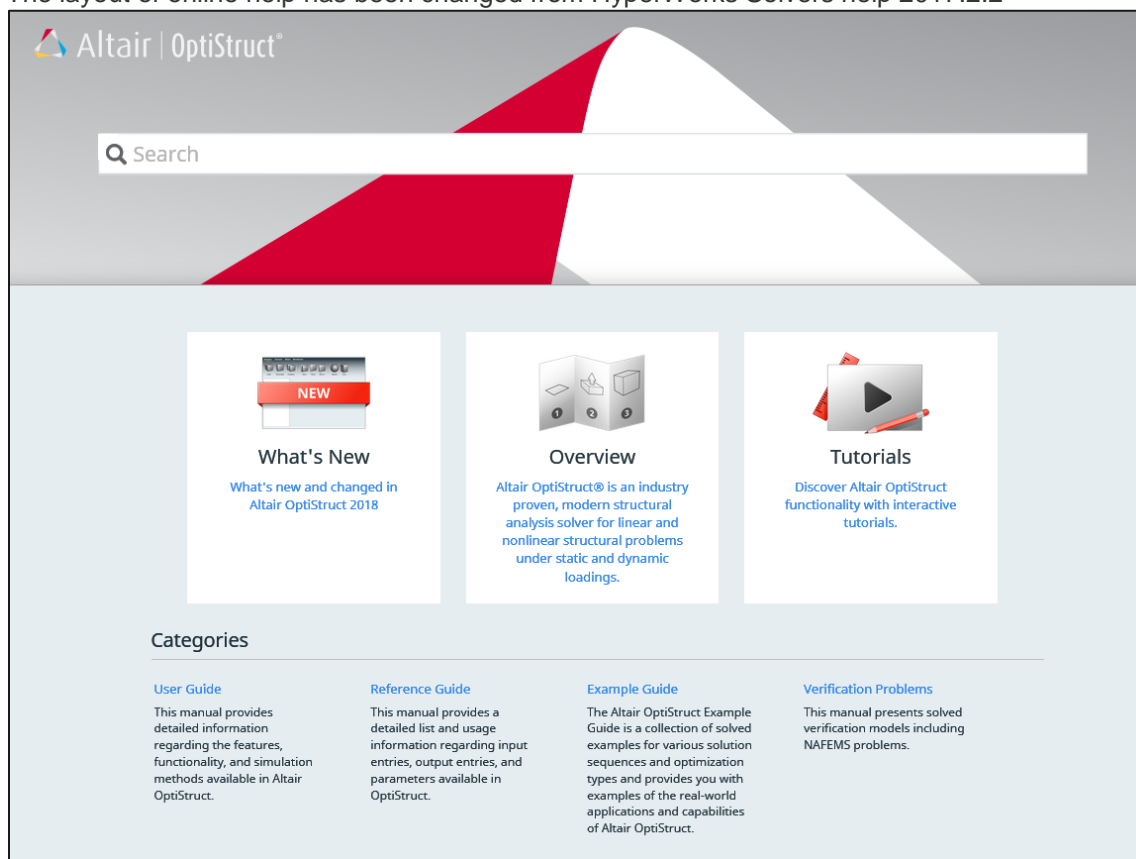 The layout of online help has been changed from HyperWorks Solvers help 2017.2.2
Altair | OptiStruct®
Search
NEW
1 2 3
What's New
What's new and changed in
Altair OptiStruct 2018
Overview
Altair OptiStruct® is an industry
proven, modern structural
analysis solver for linear and
nonlinear structural problems
under static and dynamic
loadings.
Tutorials
Discover Altair OptiStruct
functionality with interactive
tutorials.
Categories
User Guide
This manual provides
detailed information
regarding the features,
functionality, and simulation
methods available in Altair
OptiStruct.
Reference Guide
This manual provides a
detailed list and usage
information regarding input
entries, output entries, and
parameters available in
OptiStruct.
Example Guide
The Altair OptiStruct Example
Guide is a collection of solved
examples for various solution
sequences and optimization
types and provides you with
examples of the real-world
applications and capabilities
of Altair OptiStruct.
Verification Problems
This manual presents solved
verification models including
NAFEMS problems.